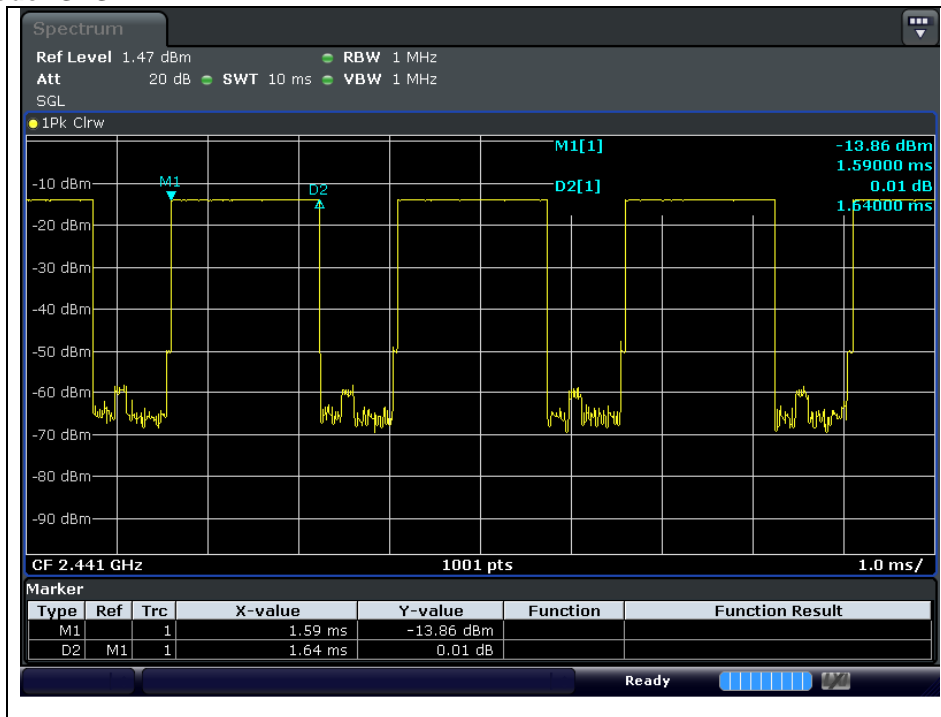 Spectrum
Ref Level 1.47 dBm RBW 1 MHz
Att 20 dB SWT 10 ms VBW 1 MHz
SGL
1Pk Clrw
M1[1] -13.86 dBm
1.59000 ms
D2[1] 0.01 dB
1.64000 ms
M1
D2
-10 dBm
-20 dBm
-30 dBm
-40 dBm
-50 dBm
-60 dBm
-70 dBm
-80 dBm
-90 dBm
CF 2.441 GHz 1001 pts 1.0 ms/
Marker
Type Ref Trc X-value Y-value Function Function Result
M1 1 1.59 ms -13.86 dBm
D2 M1 1 1.64 ms 0.01 dB
Ready